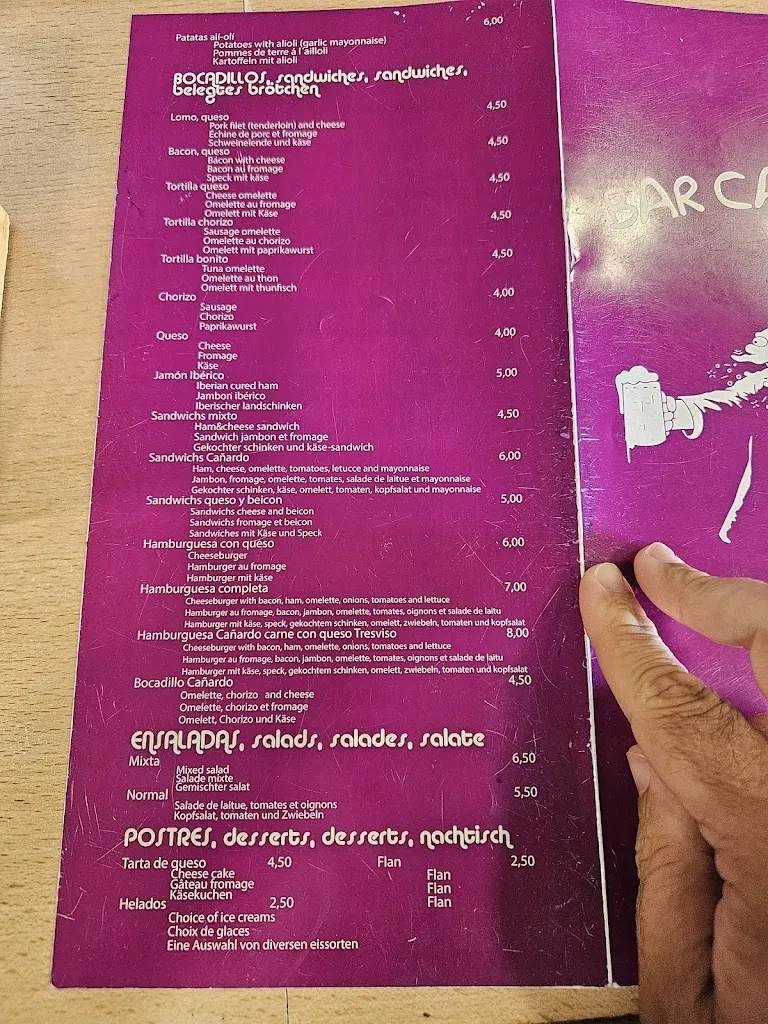 6,00
Patatas alí-olí
Potatoes with alioli (garlic mayonnaise)
Pommes de terre á l'ailloli
Kartoffeln mit alioli
BOCADILLOS, sandwiches, sandwiches,
belegtes brötchen
Lomo, queso 4,50
Pork filet (tenderloin) and cheese
Échine de porc et fromage
Schweinelende und käse
Bacon, queso 4,50
Bacon with cheese
Bacon au fromage
Speck mit käse
Tortilla queso 4,50
Cheese omelette
Omelette au fromage
Omelett mit Käse
Tortilla chorizo 4,50
Sausage omelette
Omelette au chorizo
Omelett mit paprikawurst
Tortilla bonito 4,50
Tuna omelette
Omelette au thon
Omelett mit thunfisch
Chorizo 4,00
Sausage
Chorizo
Paprikawurst
Queso 4,00
Cheese
Fromage
Käse
Jamón Ibérico 5,00
Iberian cured ham
Jambon ibérico
Iberischer landschinken
Sandwichs mixto 4,50
Ham&cheese sandwich
Sandwich jambon et fromage
Gekochter schinken und käse-sandwich
Sandwichs Cañardo 6,00
Ham, cheese, omelette, tomatoes, letucce and mayonnaise
Jambon, fromage, omelette, tomates, salade de laitue et mayonnaise
Gekochter schinken, käse, omelett, tomaten, kopfsalat und mayonnaise
Sandwichs queso y beicon 5,00
Sandwichs cheese and beicon
Sandwichs fromage et beicon
Sandwiches mit Käse und Speck
Hamburguesa con queso 6,00
Cheeseburger
Hamburger au fromage
Hamburger mit käse
Hamburguesa completa 7,00
Cheeseburger with bacon, ham, omelette, onions, tomatoes and lettuce
Hamburger au fromage, bacon, jambon, omelette, tomates, oignons et salade de laitu
Hamburger mit käse, speck, gekochtem schinken, omelett, zwiebeln, tomaten und kopfsalat
Hamburguesa Cañardo carne con queso Tresviso 8,00
Cheeseburger with bacon, ham, omelette, onions, tomatoes and lettuce
Hamburger au fromage, bacon, jambon, omelette, tomates, oignons et salade de laitu
Hamburger mit käse, speck, gekochtem schinken, omelett, zwiebeln, tomaten und kopfsalat
Bocadillo Cañardo 4,50
Omelette, chorizo and cheese
Omelette, chorizo et fromage
Omelett, Chorizo und Käse
ENSALADAS, salads, salades, salate
Mixta 6,50
Mixed salad
Salade mixte
Gemischter salat
Normal 5,50
Salade de laitue, tomates et oignons
Kopfsalat, tomaten und Zwiebeln
POSTRES, desserts, desserts, nachtisch
Tarta de queso 4,50 Flan 2,50
Cheese cake Flan
Gâteau fromage Flan
Käsekuchen Flan
Helados 2,50
Choice of ice creams
Choix de glaces
Eine Auswahl von diversen eissorten
BAR